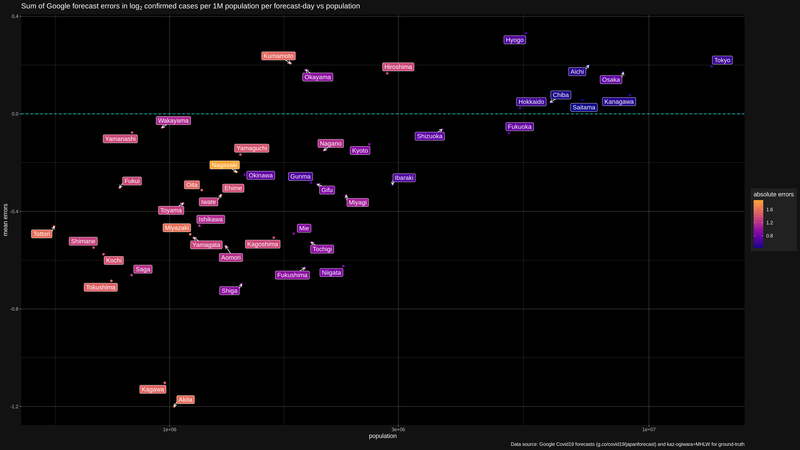 Sum of Google forecast errors in log2 confirmed cases per 1M population per forecast-day vs population
0.4
Hyogo
Kumamoto
Tokyo
Hiroshima
Aichi
Okayama
Osaka
Chiba
Hokkaido
Kanagawa
Saitama
0.0
Wakayama
Fukuoka
Shizuoka
Yamanashi
Nagano
Yamaguchi
Kyoto
Nagasaki
Okinawa
Gunma
Ibaraki
absolute errors
Fukui
Oita
Ehime
Gifu
1.6
Iwate
Miyagi
Toyama
-0.4
1.2
mean errors
Ishikawa
Miyazaki
Mie
0.8
Tottori
Shimane
Yamagata
Kagoshima
Tochigi
Kochi
Aomori
Saga
Niigata
Fukushima
Tokushima
Shiga
-0.8
Kagawa
Akita
-1.2
1e+06
3e+06
1e+07
population
Data source: Google Covid19 forecasts (g.co/covid19/japanforecast) and kaz-ogiwara+MHLW for ground-truth